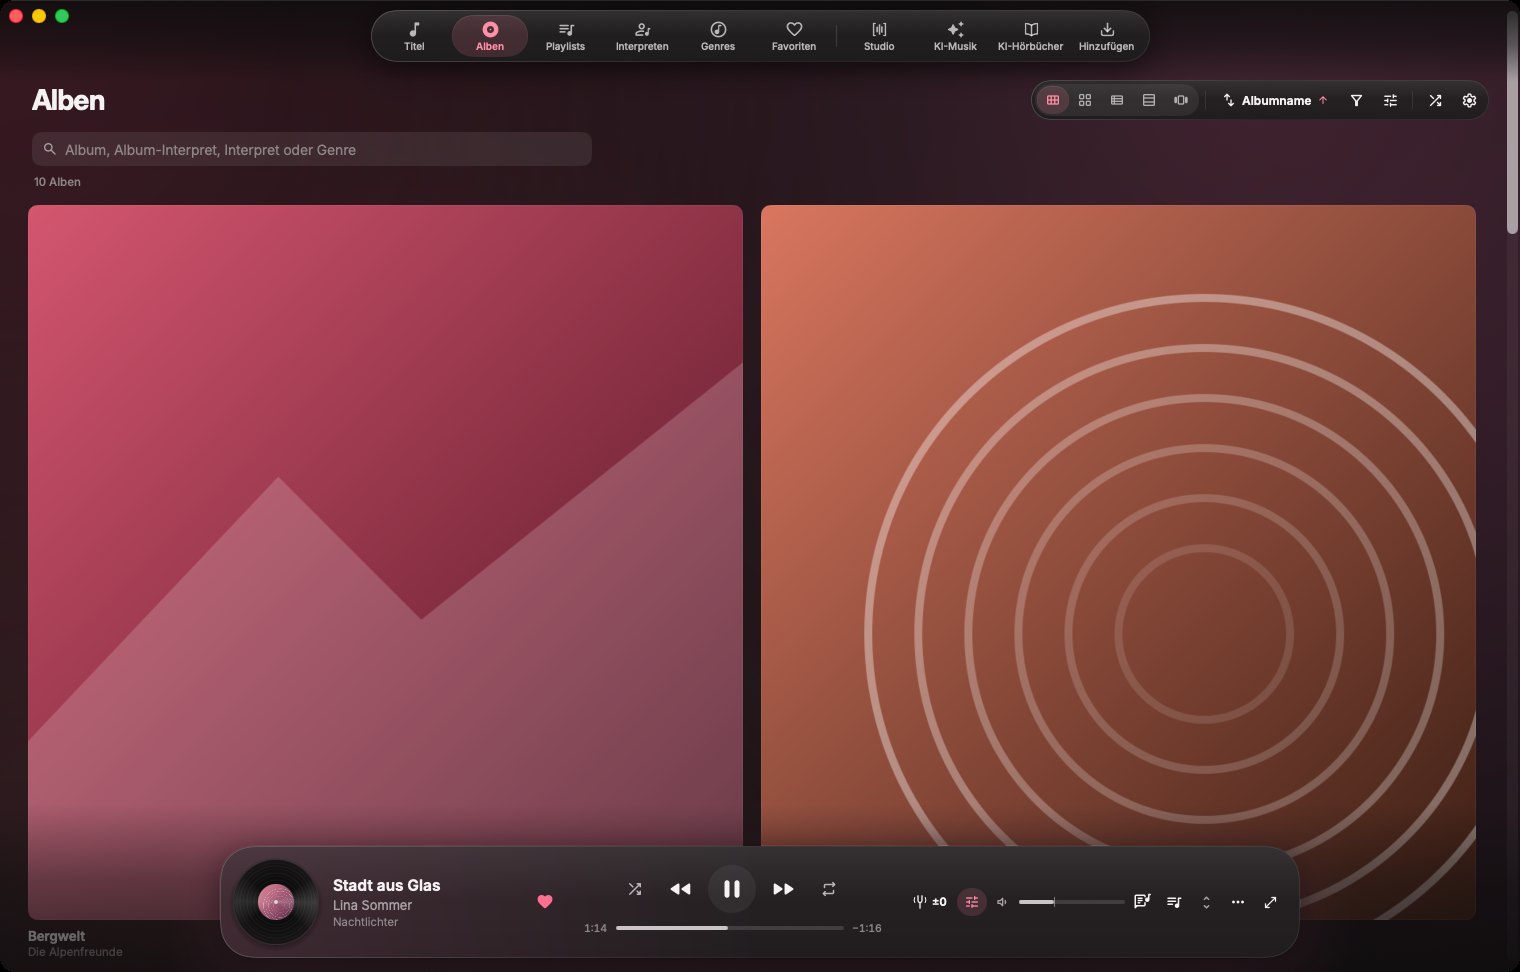 Titel
Alben
Playlists
Interpreten
Genres
Favoriten
Studio
KI-Musik
KI-Hörbücher
Hinzufügen
Alben
Albumname
Album, Album-Interpret, Interpret oder Genre
10 Alben
Stadt aus Glas
Lina Sommer
Nachtlichter
1:14
−1:16
±0
Bergwelt
Die Alpenfreunde